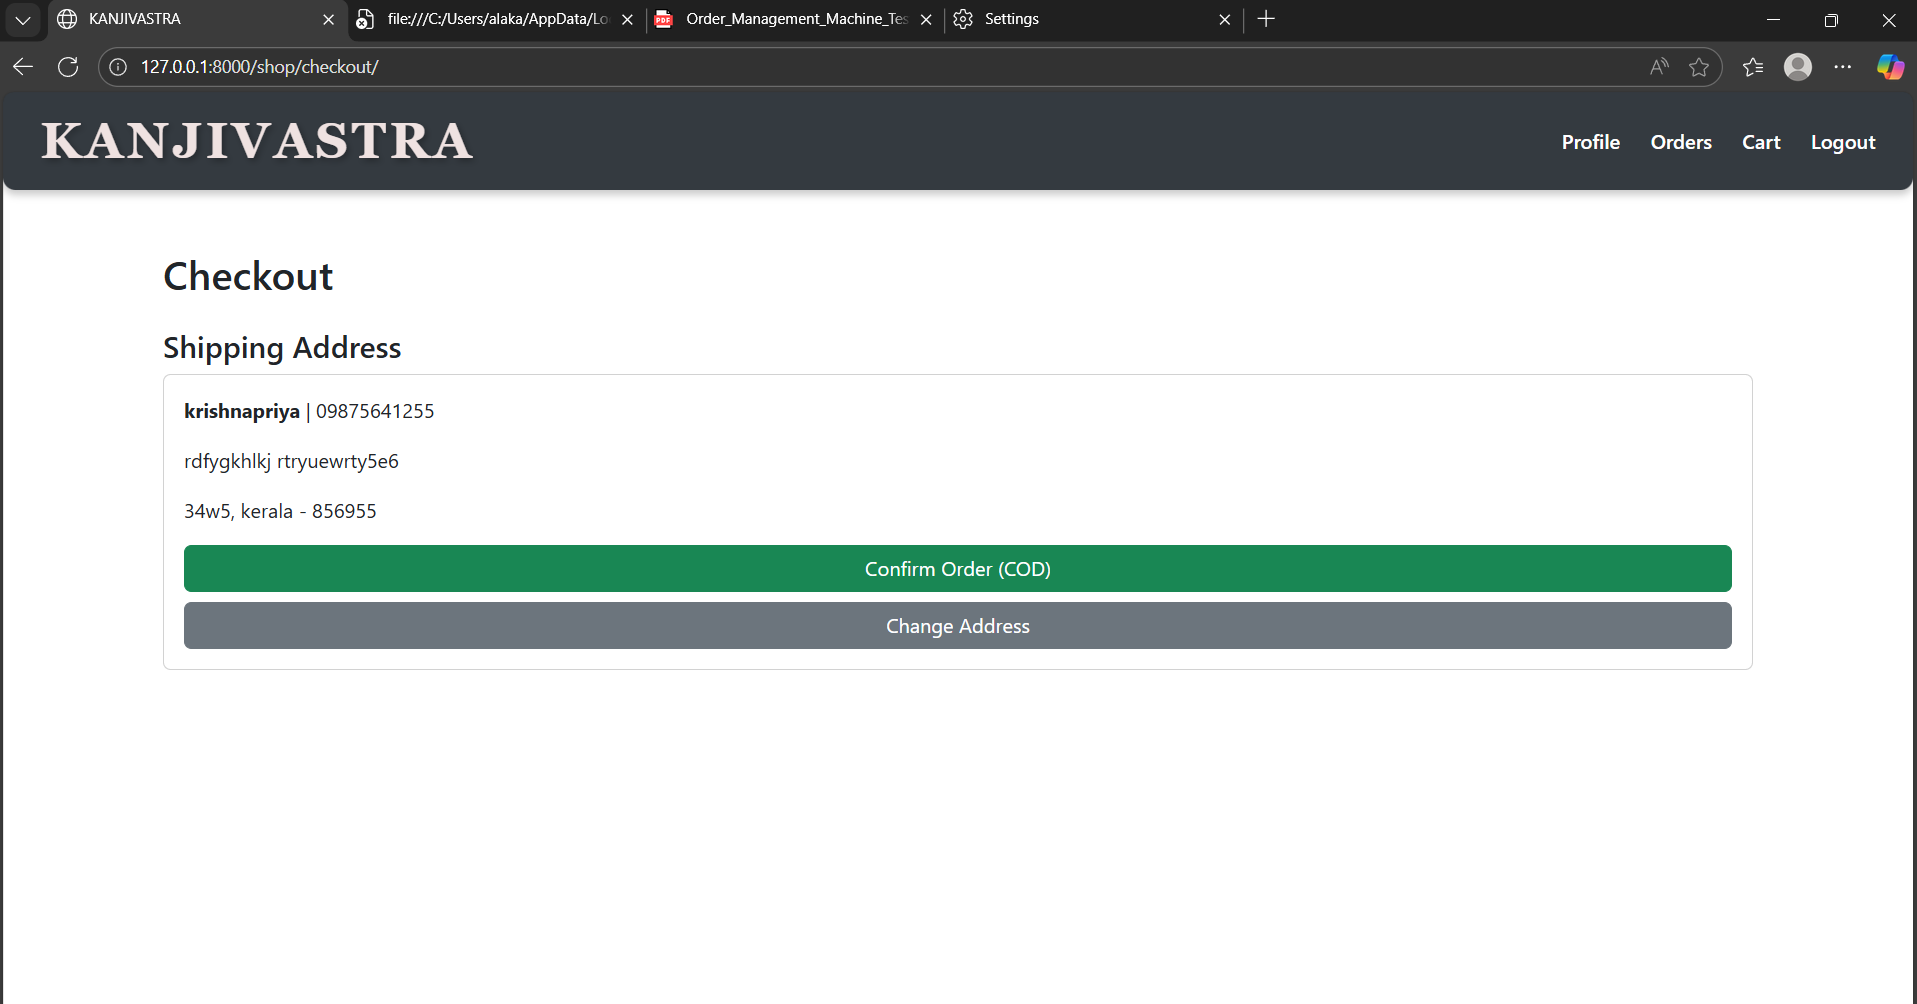 KANJIVASTRA
file:///C:/Users/alaka/AppData/Lo
Order_Management_Machine_Tes
Settings
127.0.0.1:8000/shop/checkout/
KANJIVASTRA
Profile Orders Cart Logout
Checkout
Shipping Address
krishnapriya | 09875641255
rdfygkhlkj rtryuewrty5e6
34w5, kerala - 856955
Confirm Order (COD)
Change Address